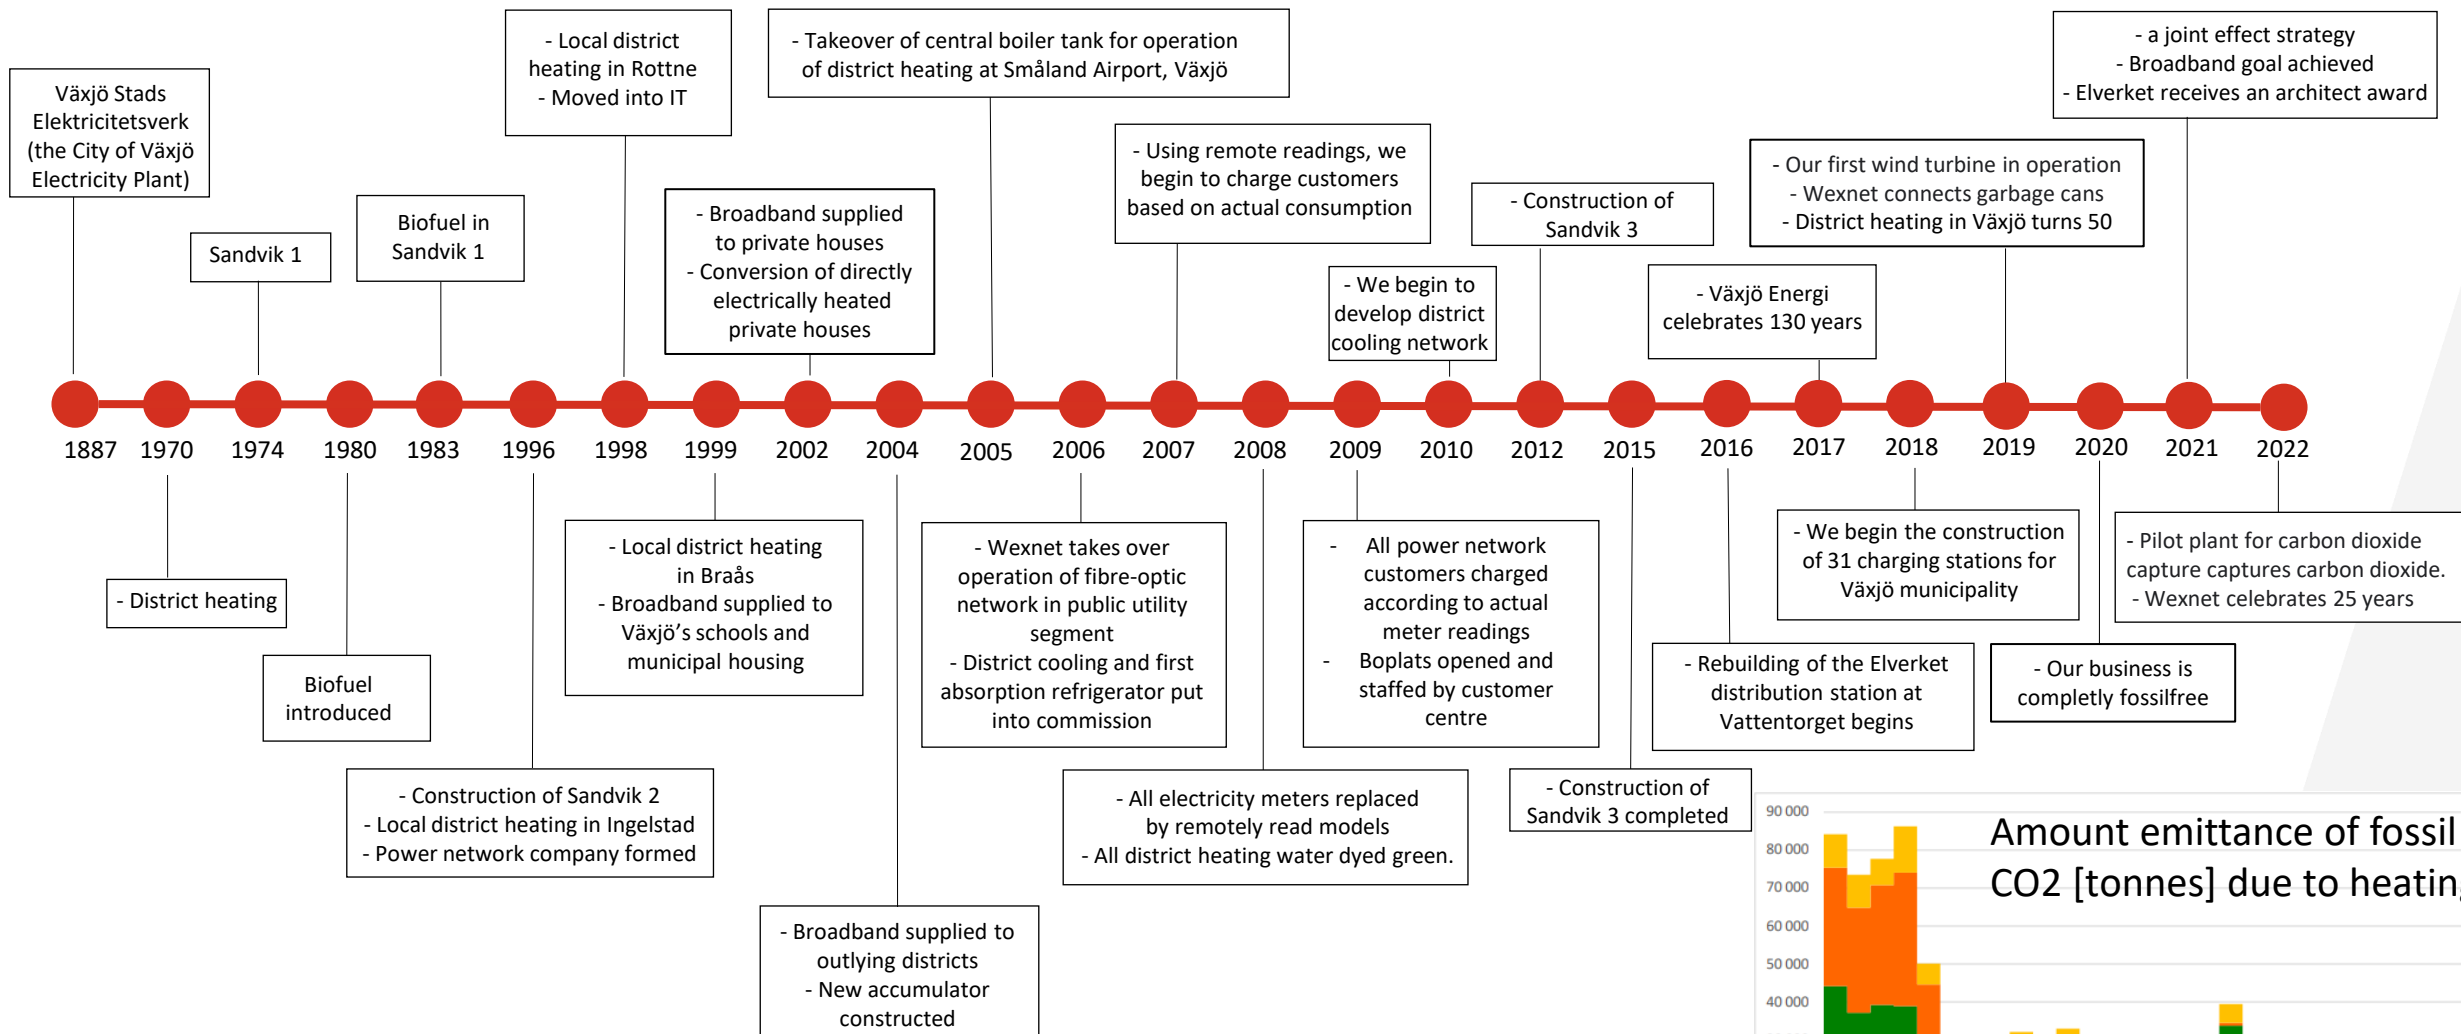 Växjö Stads
Elektricitetsverk
(the City of Växjö
Electricity Plant)
Sandvik 1
Biofuel in
Sandvik 1
- Local district
heating in Rottne
- Moved into IT
- Broadband supplied
to private houses
- Conversion of directly
electrically heated
private houses
- Takeover of central boiler tank for operation
of district heating at Småland Airport, Växjö
- Using remote readings, we
begin to charge customers
based on actual consumption
- We begin to
develop district
cooling network
- Construction of
Sandvik 3
- Växjö Energi
celebrates 130 years
- Our first wind turbine in operation
- Wexnet connects garbage cans
- District heating in Växjö turns 50
- a joint effect strategy
- Broadband goal achieved
- Elverket receives an architect award
1887 1970 1974 1980 1983 1996 1998 1999 2002 2004 2005 2006 2007 2008 2009 2010 2012 2015 2016 2017 2018 2019 2020 2021 2022
- District heating
Biofuel
introduced
- Construction of Sandvik 2
- Local district heating in Ingelstad
- Power network company formed
- Local district heating
in Braås
- Broadband supplied to
Växjö's schools and
municipal housing
- Broadband supplied to
outlying districts
- New accumulator
constructed
- Wexnet takes over
operation of fibre-optic
network in public utility
segment
- District cooling and first
absorption refrigerator put
into commission
- All electricity meters replaced
by remotely read models
- All district heating water dyed green.
- All power network
customers charged
according to actual
meter readings
- Boplats opened and
staffed by customer
centre
- Construction of
Sandvik 3 completed
- Rebuilding of the Elverket
distribution station at
Vattentorget begins
- We begin the construction
of 31 charging stations for
Växjö municipality
- Our business is
completly fossilfree
- Pilot plant for carbon dioxide
capture captures carbon dioxide.
- Wexnet celebrates 25 years
Amount emittance of fossil
CO2 [tonnes] due to heating
90 000
80 000
70 000
60 000
50 000
40 000